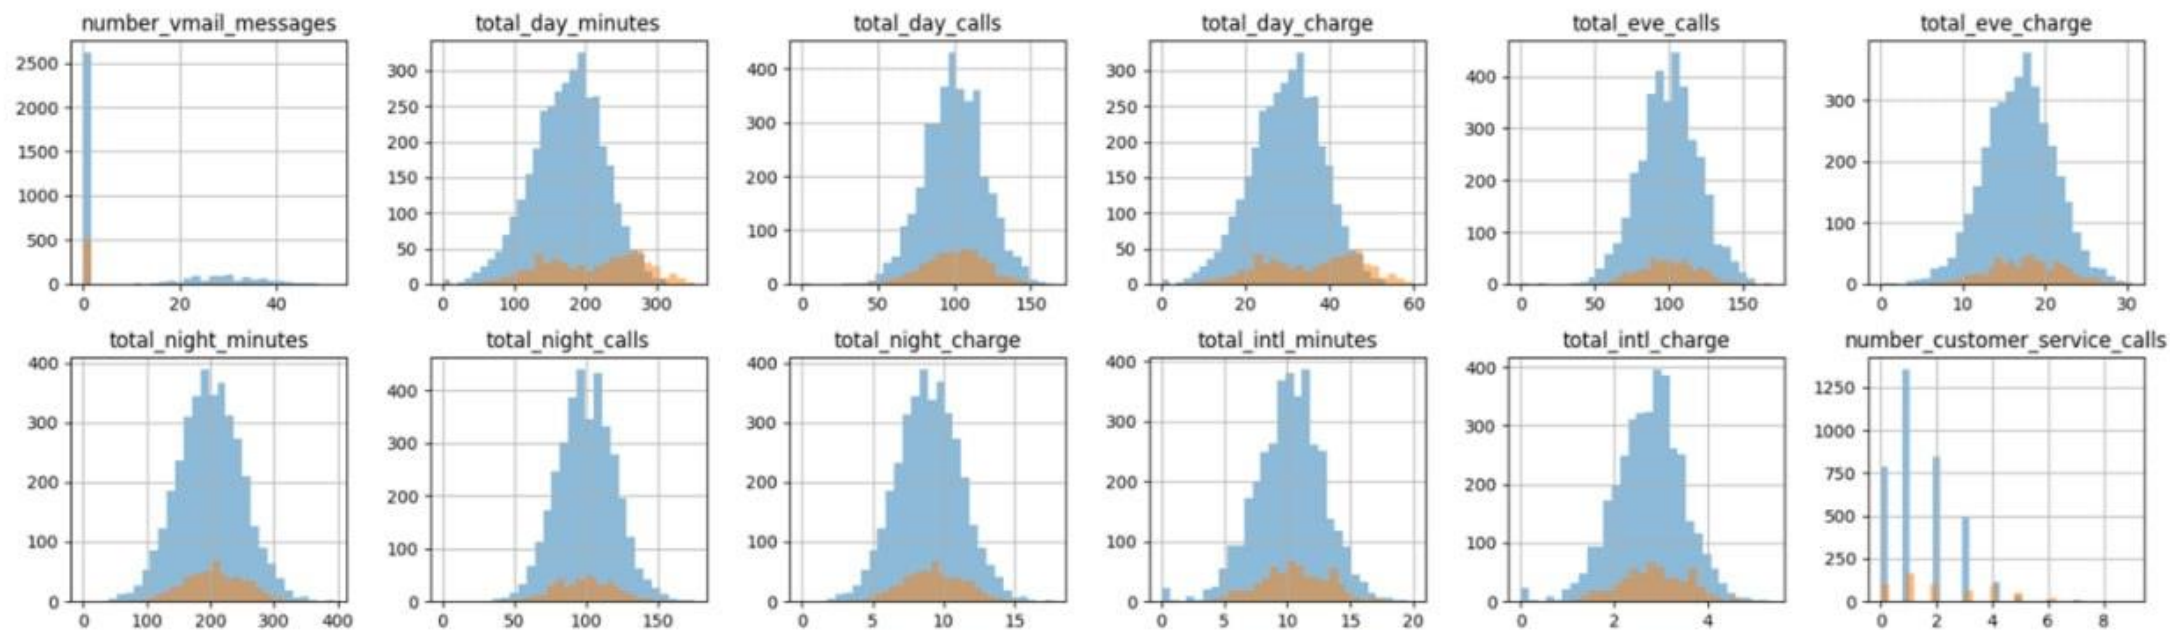 number_vmail_messages
2500
2000
1500
1000
500
0
0 20 40
total_day_minutes
300
250
200
150
100
50
0
0 100 200 300
total_day_calls
400
300
200
100
0
0 50 100 150
total_day_charge
300
250
200
150
100
50
0
0 20 40 60
total_eve_calls
400
300
200
100
0
0 50 100 150
total_eve_charge
300
200
100
0
0 10 20 30
total_night_minutes
400
300
200
100
0
0 100 200 300 400
total_night_calls
400
300
200
100
0
0 50 100 150
total_night_charge
400
300
200
100
0
0 5 10 15
total_intl_minutes
400
300
200
100
0
0 5 10 15 20
total_intl_charge
400
300
200
100
0
0 2 4
number_customer_service_calls
1250
1000
750
500
250
0
0 2 4 6 8